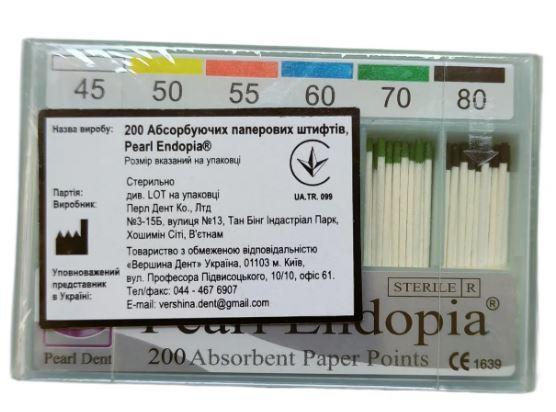 45 50 55 60 70 80
Назва виробу: 200 Абсорбуючих паперових штифтів,
Pearl Endopia®
Розмір вказаний на упаковці
Стерильно
Партія: див. LOT на упаковці
Виробник: Перл Дент Ко., Лтд
№3-15Б, вулиця №13, Тан Бінг Індастріал Парк,
Хошимін Сіті, В'єтнам
UA.TR. 099
Уповноважений представник в Україні: Товариство з обмеженою відповідальністю
«Вершина Дент» Україна, 01103 м. Київ,
вул. Професора Підвисоцького, 10/10, офіс 61.
Тел/факс: 044 - 467 6907
E-mail: vershina.dent@gmail.com
STERILE R
Pearl Endopia®
Pearl Dent
200 Absorbent Paper Points
CE 1639